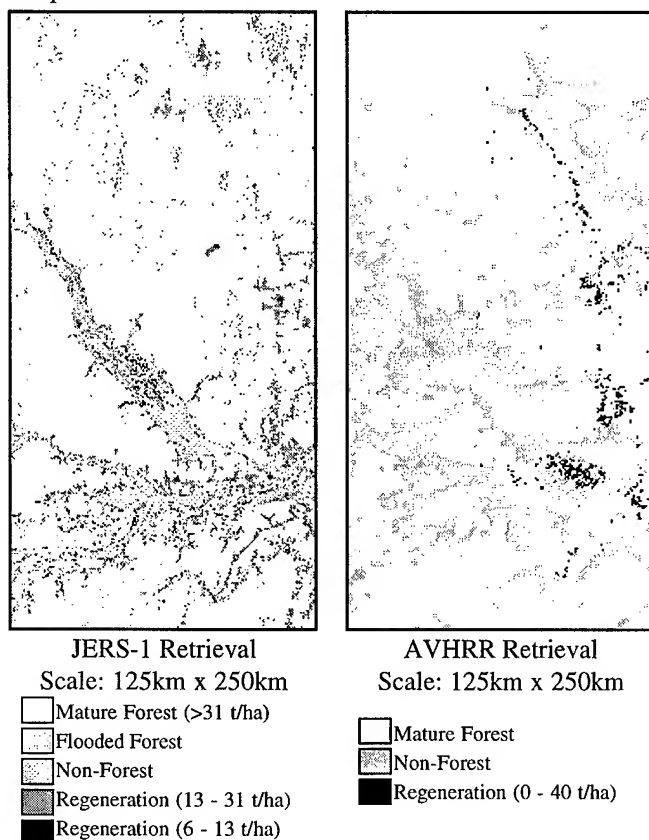 JERS-1 Retrieval
Scale: 125km x 250km
Mature Forest (>31 t/ha)
Flooded Forest
Non-Forest
Regeneration (13 - 31 t/ha)
Regeneration (6 - 13 t/ha)
AVHRR Retrieval
Scale: 125km x 250km
Mature Forest
Non-Forest
Regeneration (0 - 40 t/ha)